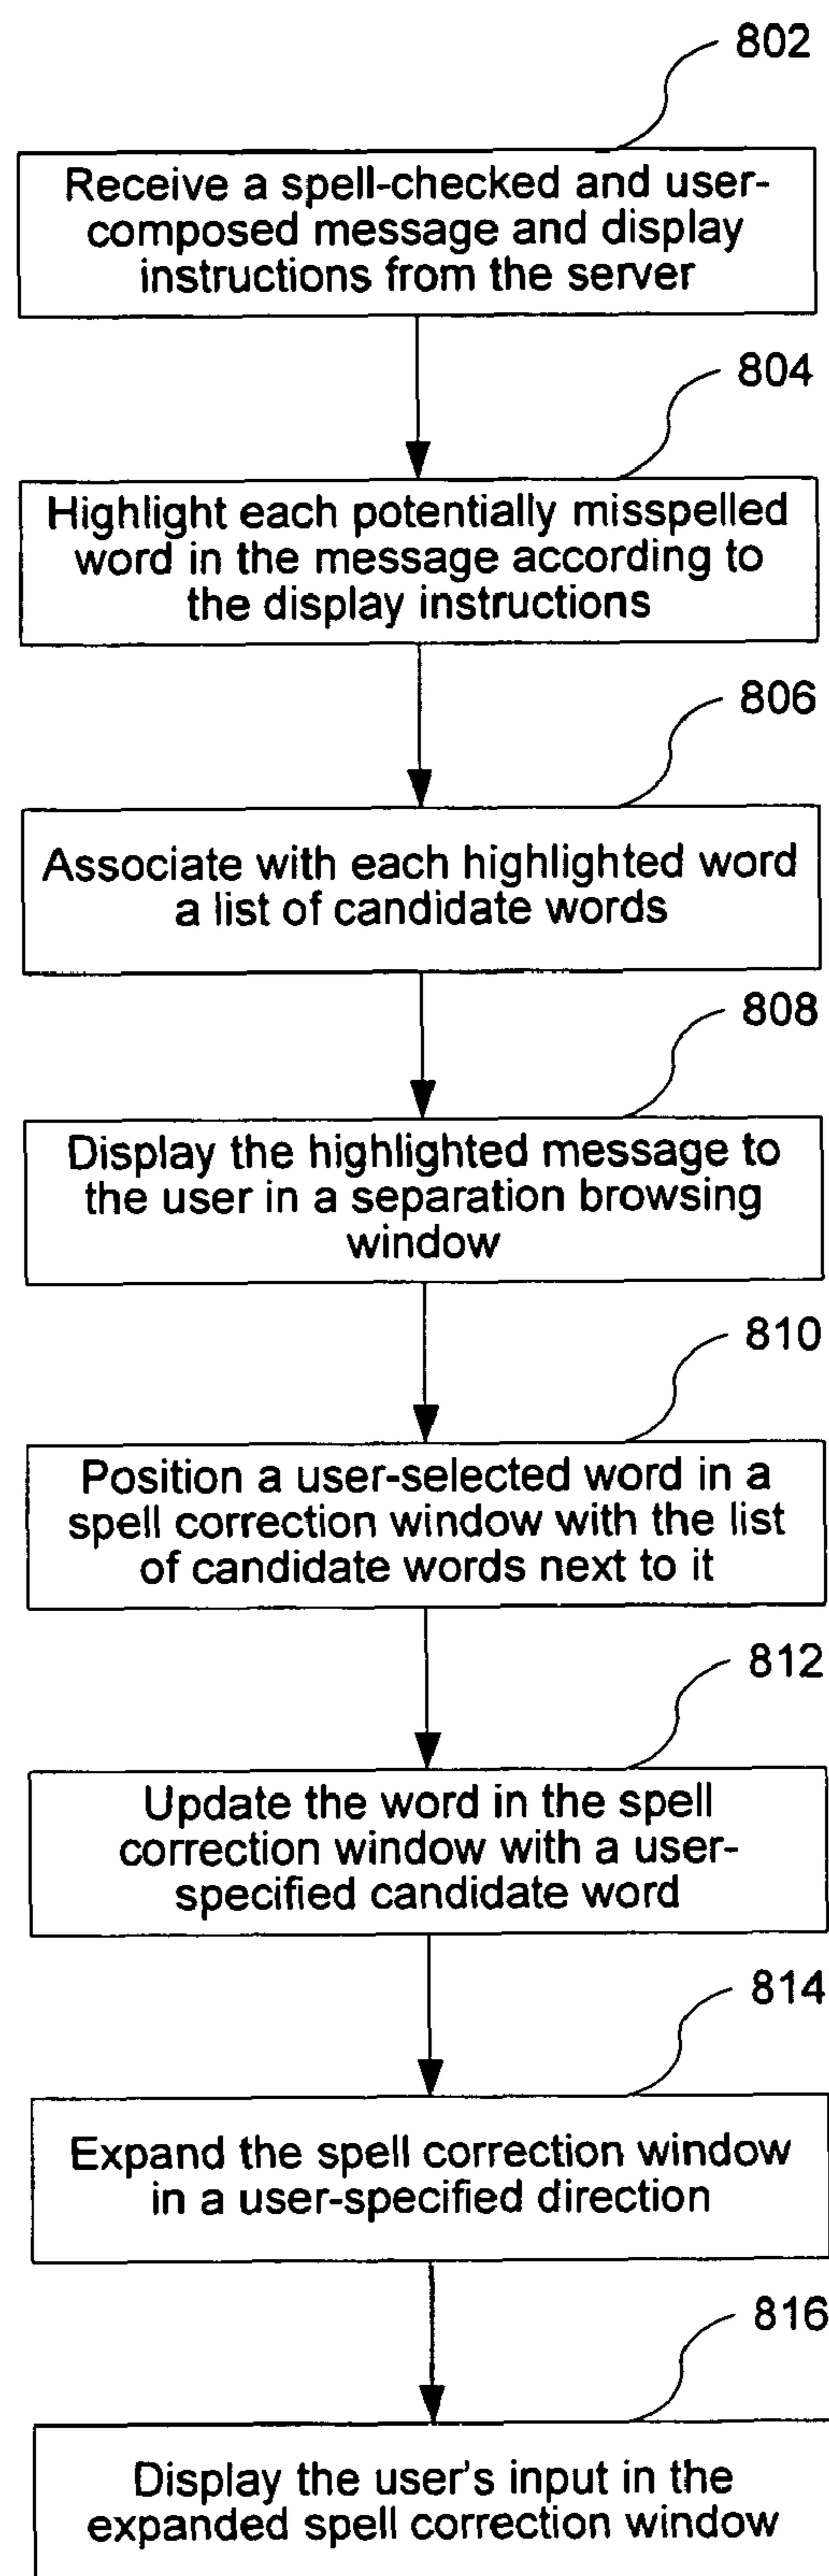 802
Receive a spell-checked and user-
composed message and display
instructions from the server
804
Highlight each potentially misspelled
word in the message according to
the display instructions
806
Associate with each highlighted word
a list of candidate words
808
Display the highlighted message to
the user in a separation browsing
window
810
Position a user-selected word in a
spell correction window with the list
of candidate words next to it
812
Update the word in the spell
correction window with a user-
specified candidate word
814
Expand the spell correction window
in a user-specified direction
816
Display the user's input in the
expanded spell correction window